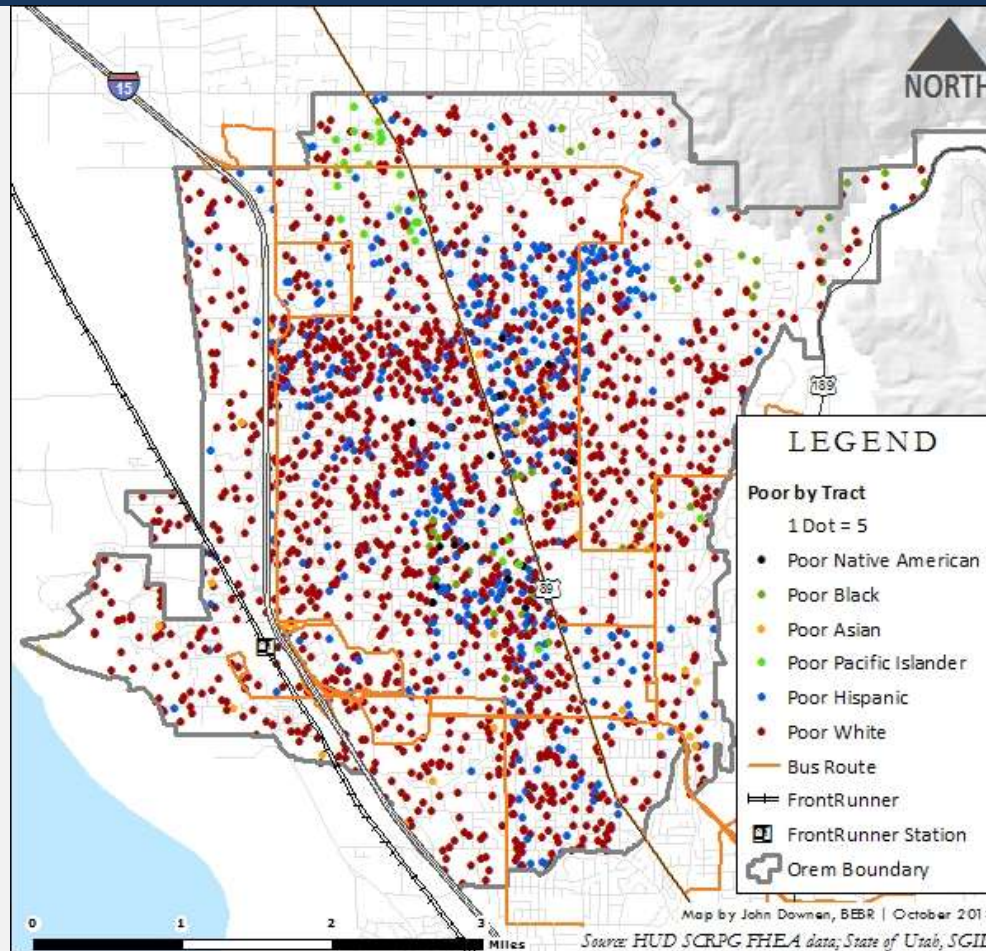 15
NORTH
189
LEGEND
Poor by Tract
1 Dot = 5
Poor Native American
Poor Black
Poor Asian
Poor Pacific Islander
Poor Hispanic
Poor White
Bus Route
FrontRunner
FrontRunner Station
Orem Boundary
89
0 1 2 3
Miles
Map by John Downen, BEBR | October 201
Source: HUD SCRPG FHEA data; State of Utah, SGID